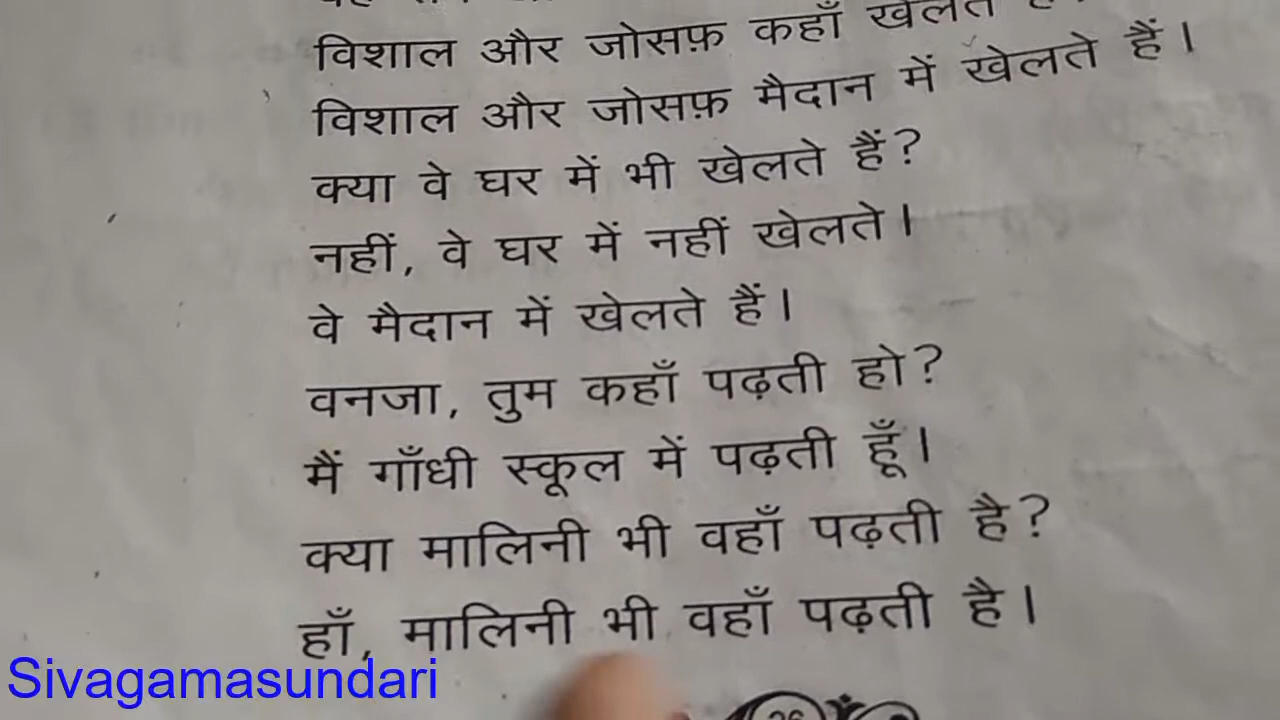 विशाल और जोसफ़ कहाँ खेलते
विशाल और जोसफ़ मैदान में खेलते हैं।
क्या वे घर में भी खेलते हैं?
नहीं, वे घर में नहीं खेलते।
वे मैदान में खेलते हैं।
वनजा, तुम कहाँ पढ़ती हो?
मैं गाँधी स्कूल में पढ़ती हूँ।
क्या मालिनी भी वहाँ पढ़ती है?
हाँ, मालिनी भी वहाँ पढ़ती है।
Sivagamasundari